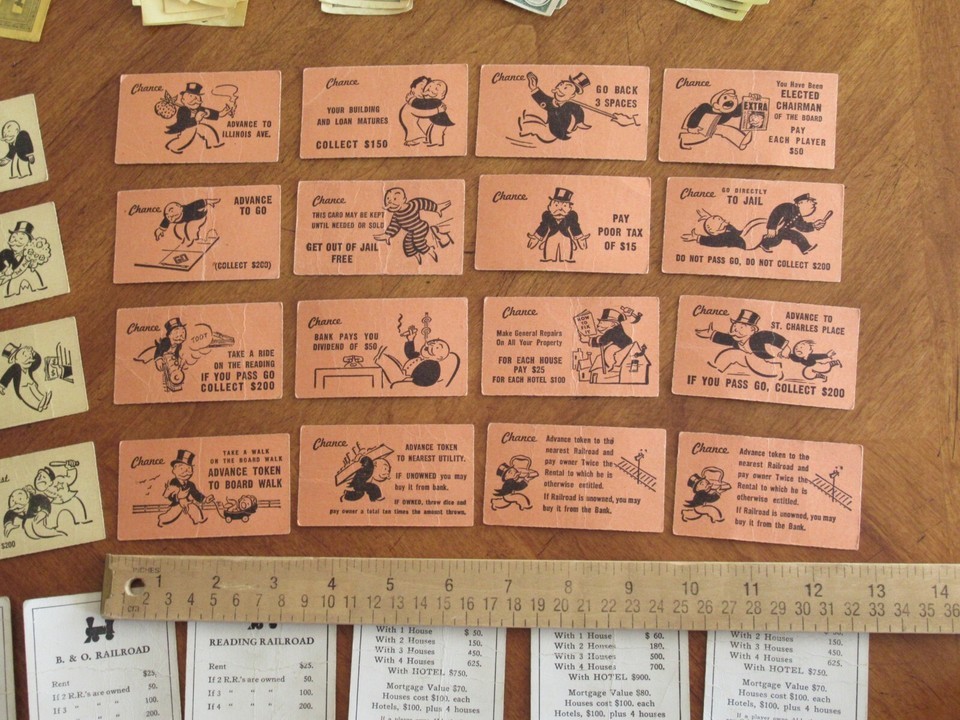 Chance
ADVANCE TO
ILLINOIS AVE.
Chance
YOUR BUILDING
AND LOAN MATURES
COLLECT $150
Chance
GO BACK
3 SPACES
Chance
You Have Been
ELECTED
CHAIRMAN
OF THE BOARD
PAY
EACH PLAYER
$50
EXTRA
Chance
ADVANCE
TO GO
GO
(COLLECT $200)
Chance
THIS CARD MAY BE KEPT
UNTIL NEEDED OR SOLD
GET OUT OF JAIL
FREE
Chance
PAY
POOR TAX
OF $15
Chance
GO DIRECTLY
TO JAIL
DO NOT PASS GO, DO NOT COLLECT $200
Chance
TOOT
TAKE A RIDE
ON THE READING
IF YOU PASS GO
COLLECT $200
Chance
BANK PAYS YOU
DIVIDEND OF $50
Chance
Make General Repairs
On All Your Property
FOR EACH HOUSE
PAY $25
FOR EACH HOTEL $100
Chance
ADVANCE TO
ST. CHARLES PLACE
IF YOU PASS GO, COLLECT $200
Chance
TAKE A WALK
ON THE BOARD WALK
ADVANCE TOKEN
TO BOARD WALK
Chance
ADVANCE TOKEN
TO NEAREST UTILITY.
IF UNOWNED you may
buy it from bank.
IF OWNED, throw dice and
pay owner a total ten times the amount thrown.
Chance
Advance token to the
nearest Railroad and
pay owner Twice the
Rental to which he is
otherwise entitled.
If Railroad is unowned, you may
buy it from the Bank.
Chance
Advance token to the
nearest Railroad and
pay owner Twice the
Rental to which he is
otherwise entitled.
If Railroad is unowned, you may
buy it from the Bank.
$200
INCHES
1 2 3 4 5 6 7 8 9 10 11 12 13 14
1 2 3 4 5 6 7 8 9 10 11 12 13 14 15 16 17 18 19 20 21 22 23 24 25 26 27 28 29 30 31 32 33 34 35 36
B. & O. RAILROAD
Rent $25.
If 2 R.R.'s are owned 50.
If 3 " " " 100.
200.
READING RAILROAD
Rent $25.
If 2 R.R.'s are owned 50.
If 3 " " " 100.
If 4 " " " 200.
With 1 House $ 50.
With 2 Houses 150.
With 3 Houses 450.
With 4 Houses 625.
With HOTEL $750.
Mortgage Value $70.
Houses cost $100. each
Hotels, $100. plus 4 houses
With 1 House $ 60.
With 2 Houses 180.
With 3 Houses 500.
With 4 Houses 700.
With HOTEL $900.
Mortgage Value $80.
Houses cost $100. each
Hotels, $100. plus 4 houses
With 2 Houses 150.
With 3 Houses 450.
With 4 Houses 625.
With HOTEL $750.
Mortgage Value $70.
Houses cost $100. each
Hotels, $100. plus 4 houses